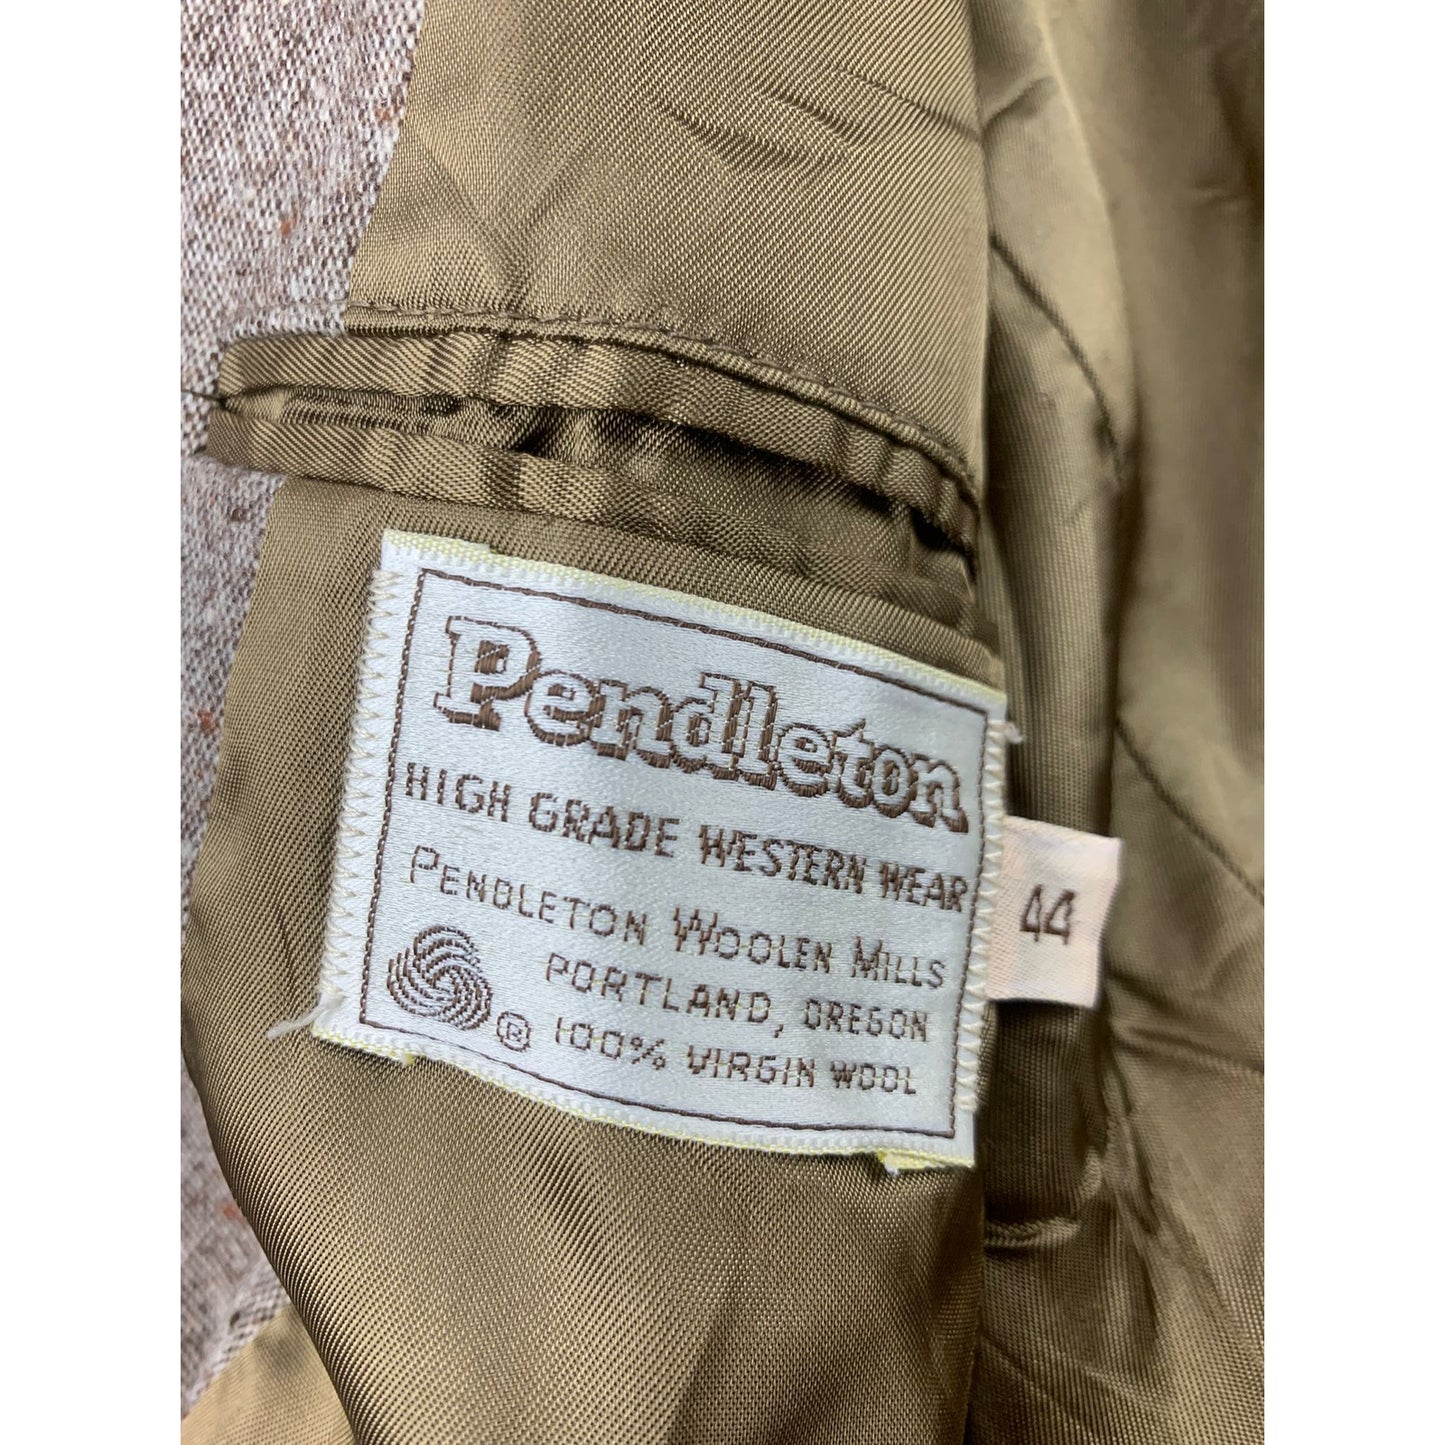 Pendleton
HIGH GRADE WESTERN WEAR
PENDLETON WOOLEN MILLS
PORTLAND, OREGON
® 100% VIRGIN WOOL
44